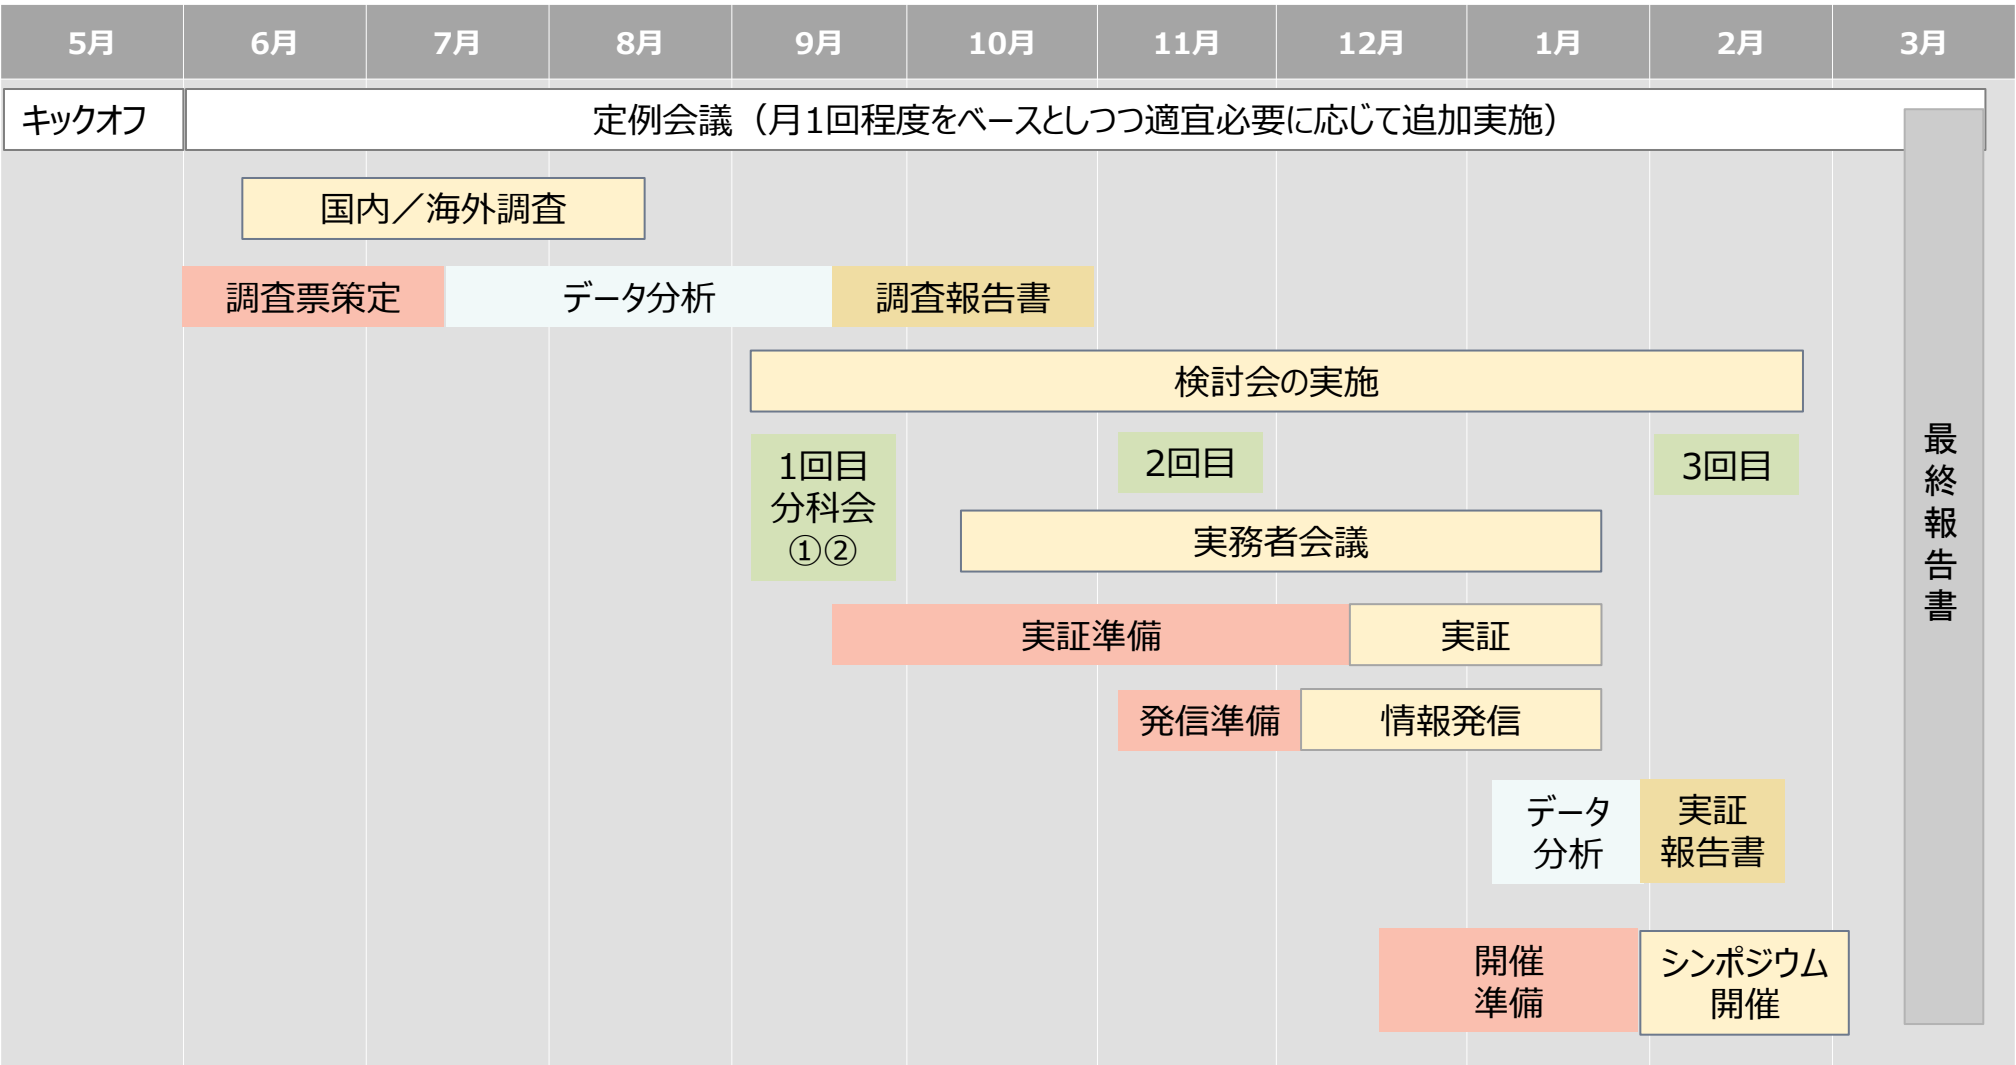 5月
6月
7月
8月
9月
10月
11月
12月
1月
2月
3月
キックオフ
定例会議（月1回程度をベースとしつつ適宜必要に応じて追加実施）
国内／海外調査
調査票策定
データ分析
調査報告書
検討会の実施
1回目
分科会
①②
2回目
3回目
実務者会議
実証準備
実証
発信準備
情報発信
データ
分析
実証
報告書
開催
準備
シンポジウム
開催
最終報告書